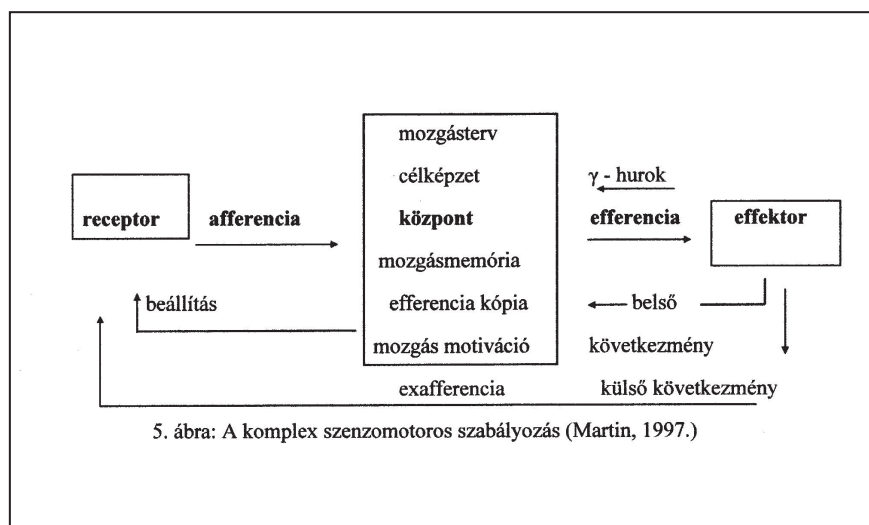 mozgásterv
célképzet γ - hurok
receptor afferencia központ efferencia effektor
mozgásmemória
beállítás efferencia kópia belső
mozgás motiváció következmény
exafferencia külső következmény
5. ábra: A komplex szenzomotoros szabályozás (Martin, 1997.)